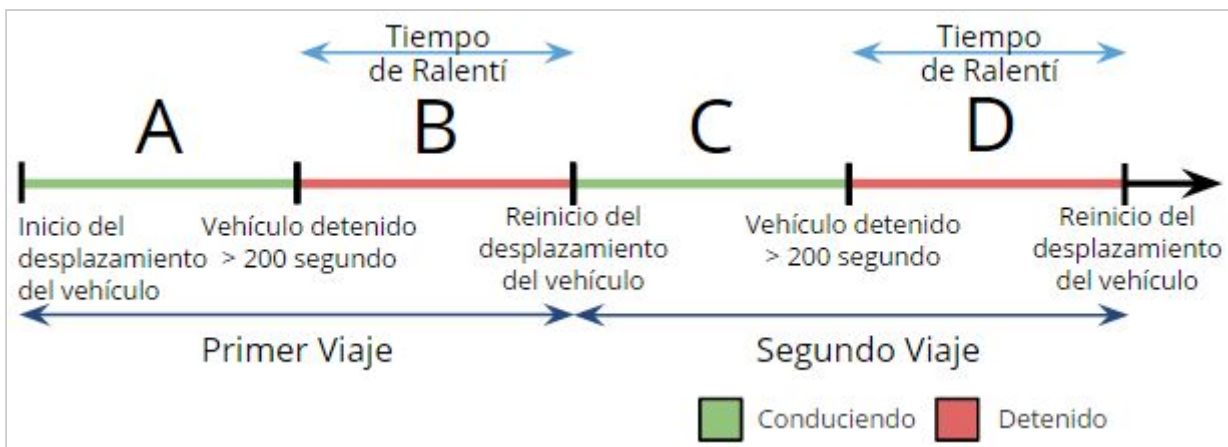 Tiempo
de Ralentí
Tiempo
de Ralentí
A
B
C
D
Inicio del
desplazamiento
del vehículo
Vehículo detenido
> 200 segundo
Reinicio del
desplazamiento
del vehículo
Vehículo detenido
> 200 segundo
Reinicio del
desplazamiento
del vehículo
Primer Viaje
Segundo Viaje
Conduciendo
Detenido